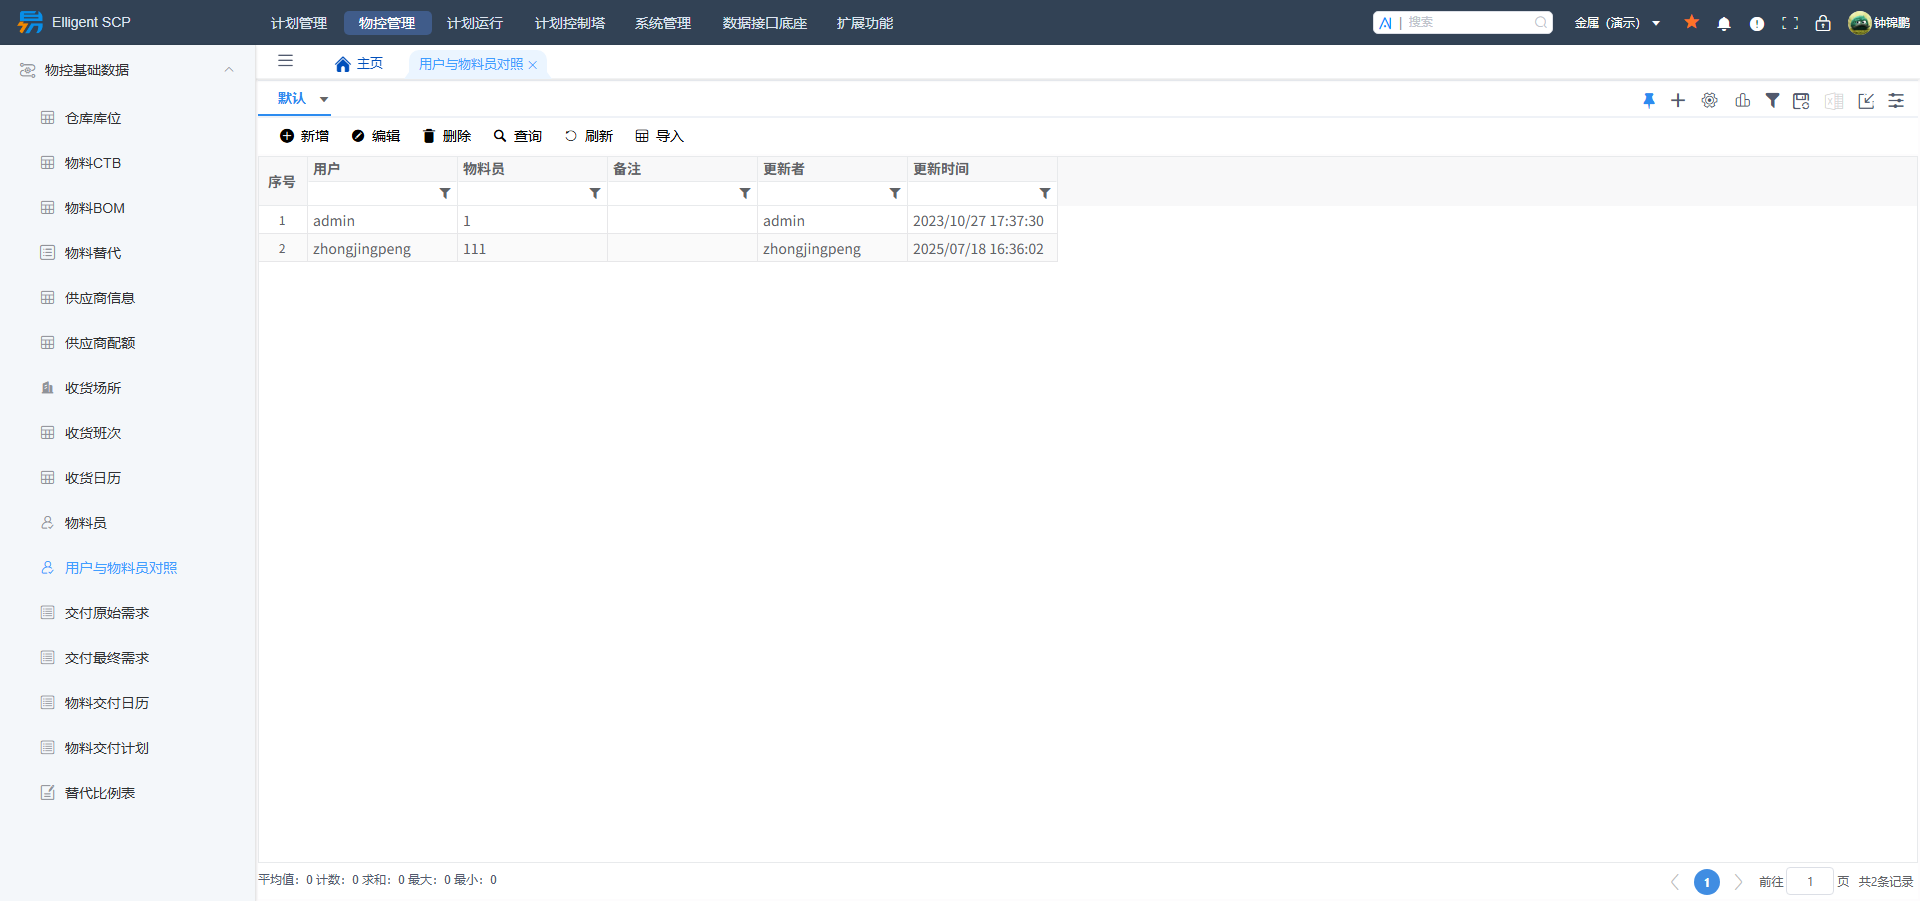 Elligent SCP
计划管理 物控管理 计划运行 计划控制塔 系统管理 数据接口底座 扩展功能
AI | 搜索
金属（演示）
钟锦鹏
物控基础数据
仓库库位
物料CTB
物料BOM
物料替代
供应商信息
供应商配额
收货场所
收货班次
收货日历
物料员
用户与物料员对照
交付原始需求
交付最终需求
物料交付日历
物料交付计划
替代比例表
主页 用户与物料员对照
默认
新增 编辑 删除 查询 刷新 导入
序号 用户 物料员 备注 更新者 更新时间
1 admin 1 admin 2023/10/27 17:37:30
2 zhongjingpeng 111 zhongjingpeng 2025/07/18 16:36:02
平均值：0 计数：0 求和：0 最大：0 最小：0
1 前往 1 页 共2条记录